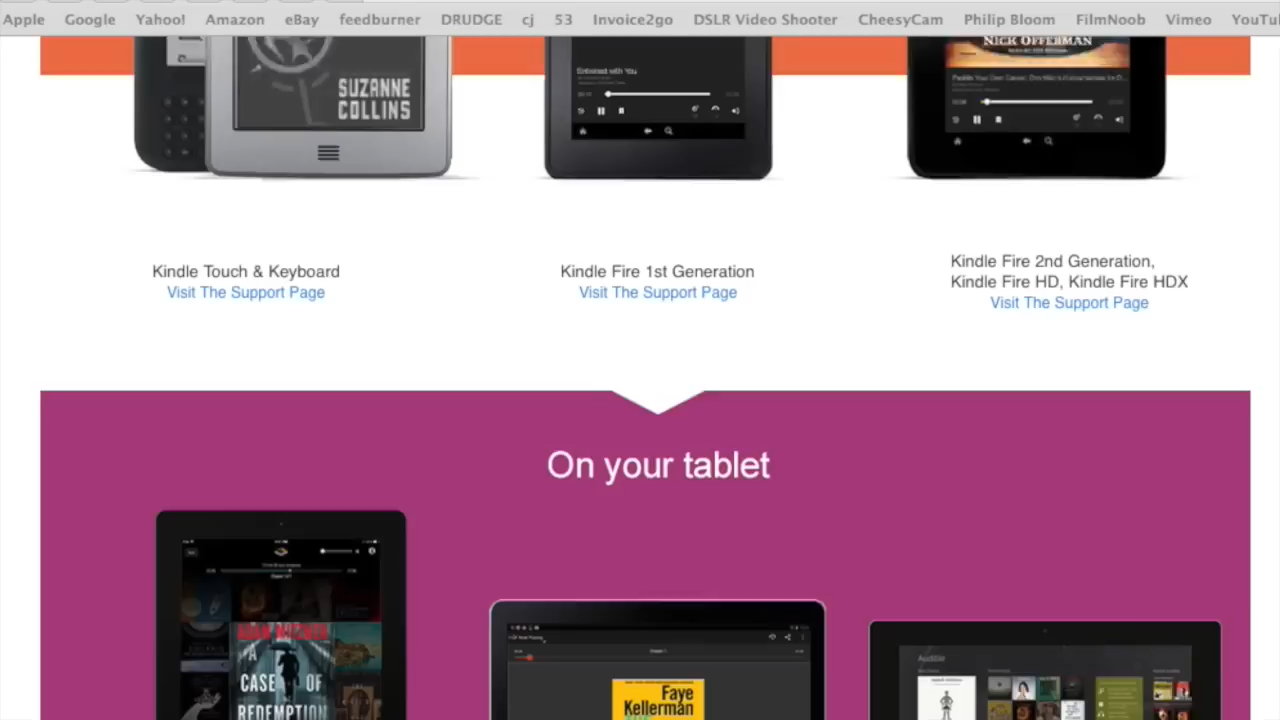 Apple Google Yahoo! Amazon eBay feedburner DRUDGE cj 53 Invoice2go DSLR Video Shooter CheesyCam Philip Bloom FilmNoob Vimeo YouTu
NICK OFFERMAN
SUZANNE
COLLINS
Kindle Touch & Keyboard
Visit The Support Page
Kindle Fire 1st Generation
Visit The Support Page
Kindle Fire 2nd Generation,
Kindle Fire HD, Kindle Fire HDX
Visit The Support Page
On your tablet
A
CASE OF
REDEMPTION
Faye
Kellerman
Audible